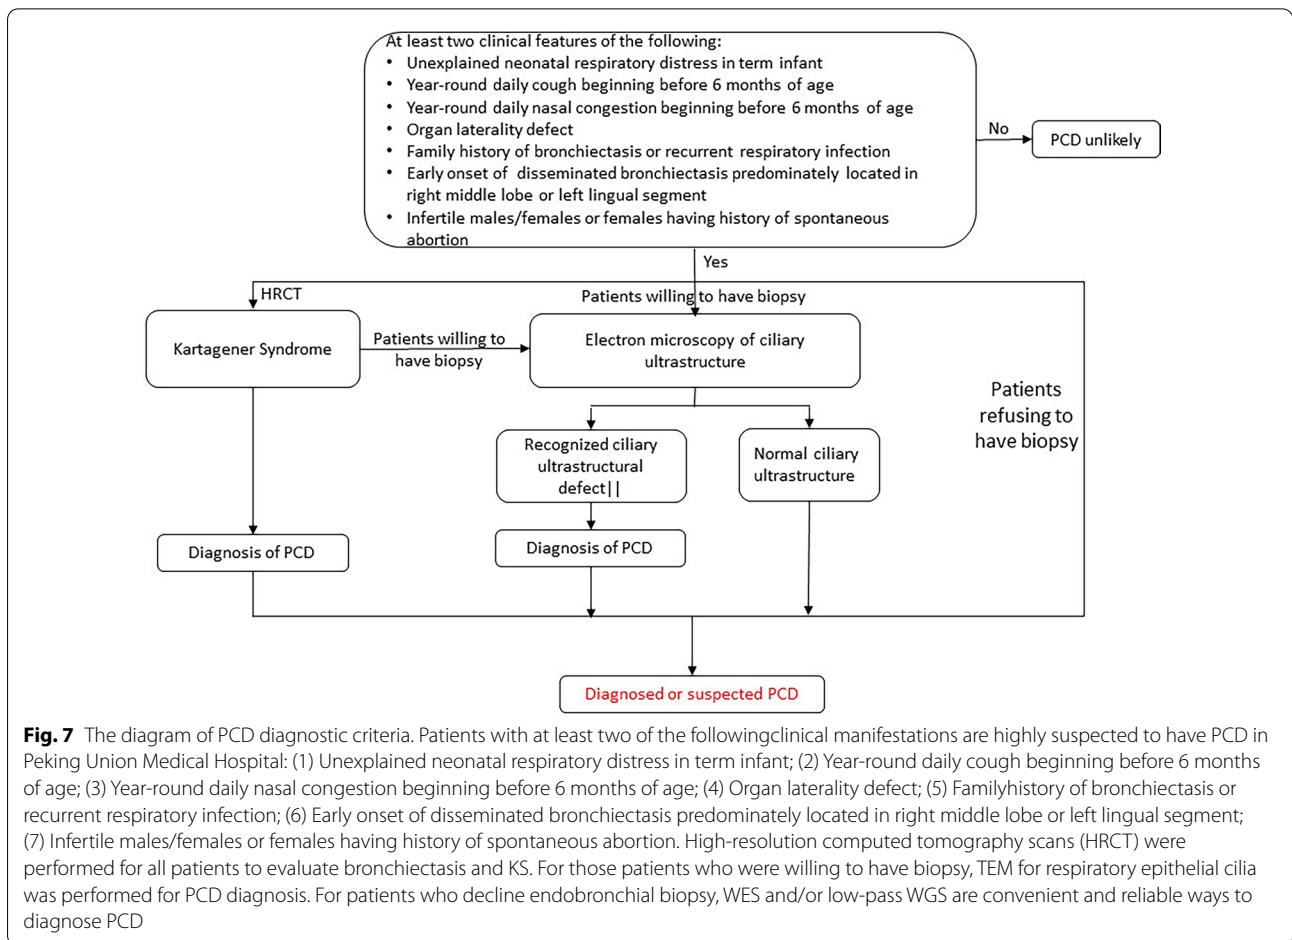 At least two clinical features of the following:
• Unexplained neonatal respiratory distress in term infant
• Year-round daily cough beginning before 6 months of age
• Year-round daily nasal congestion beginning before 6 months of age
• Organ laterality defect
• Family history of bronchiectasis or recurrent respiratory infection
• Early onset of disseminated bronchiectasis predominately located in
right middle lobe or left lingual segment
• Infertile males/females or females having history of spontaneous
abortion
No
PCD unlikely
Yes
HRCT
Patients willing to have biopsy
Kartagener Syndrome
Patients willing to
have biopsy
Electron microscopy of ciliary
ultrastructure
Patients
refusing to
have biopsy
Recognized ciliary
ultrastructural
defect||
Normal ciliary
ultrastructure
Diagnosis of PCD
Diagnosis of PCD
Diagnosed or suspected PCD
Fig. 7 The diagram of PCD diagnostic criteria. Patients with at least two of the followingclinical manifestations are highly suspected to have PCD in
Peking Union Medical Hospital: (1) Unexplained neonatal respiratory distress in term infant; (2) Year-round daily cough beginning before 6 months
of age; (3) Year-round daily nasal congestion beginning before 6 months of age; (4) Organ laterality defect; (5) Familyhistory of bronchiectasis or
recurrent respiratory infection; (6) Early onset of disseminated bronchiectasis predominately located in right middle lobe or left lingual segment;
(7) Infertile males/females or females having history of spontaneous abortion. High-resolution computed tomography scans (HRCT) were
performed for all patients to evaluate bronchiectasis and KS. For those patients who were willing to have biopsy, TEM for respiratory epithelial cilia
was performed for PCD diagnosis. For patients who decline endobronchial biopsy, WES and/or low-pass WGS are convenient and reliable ways to
diagnose PCD